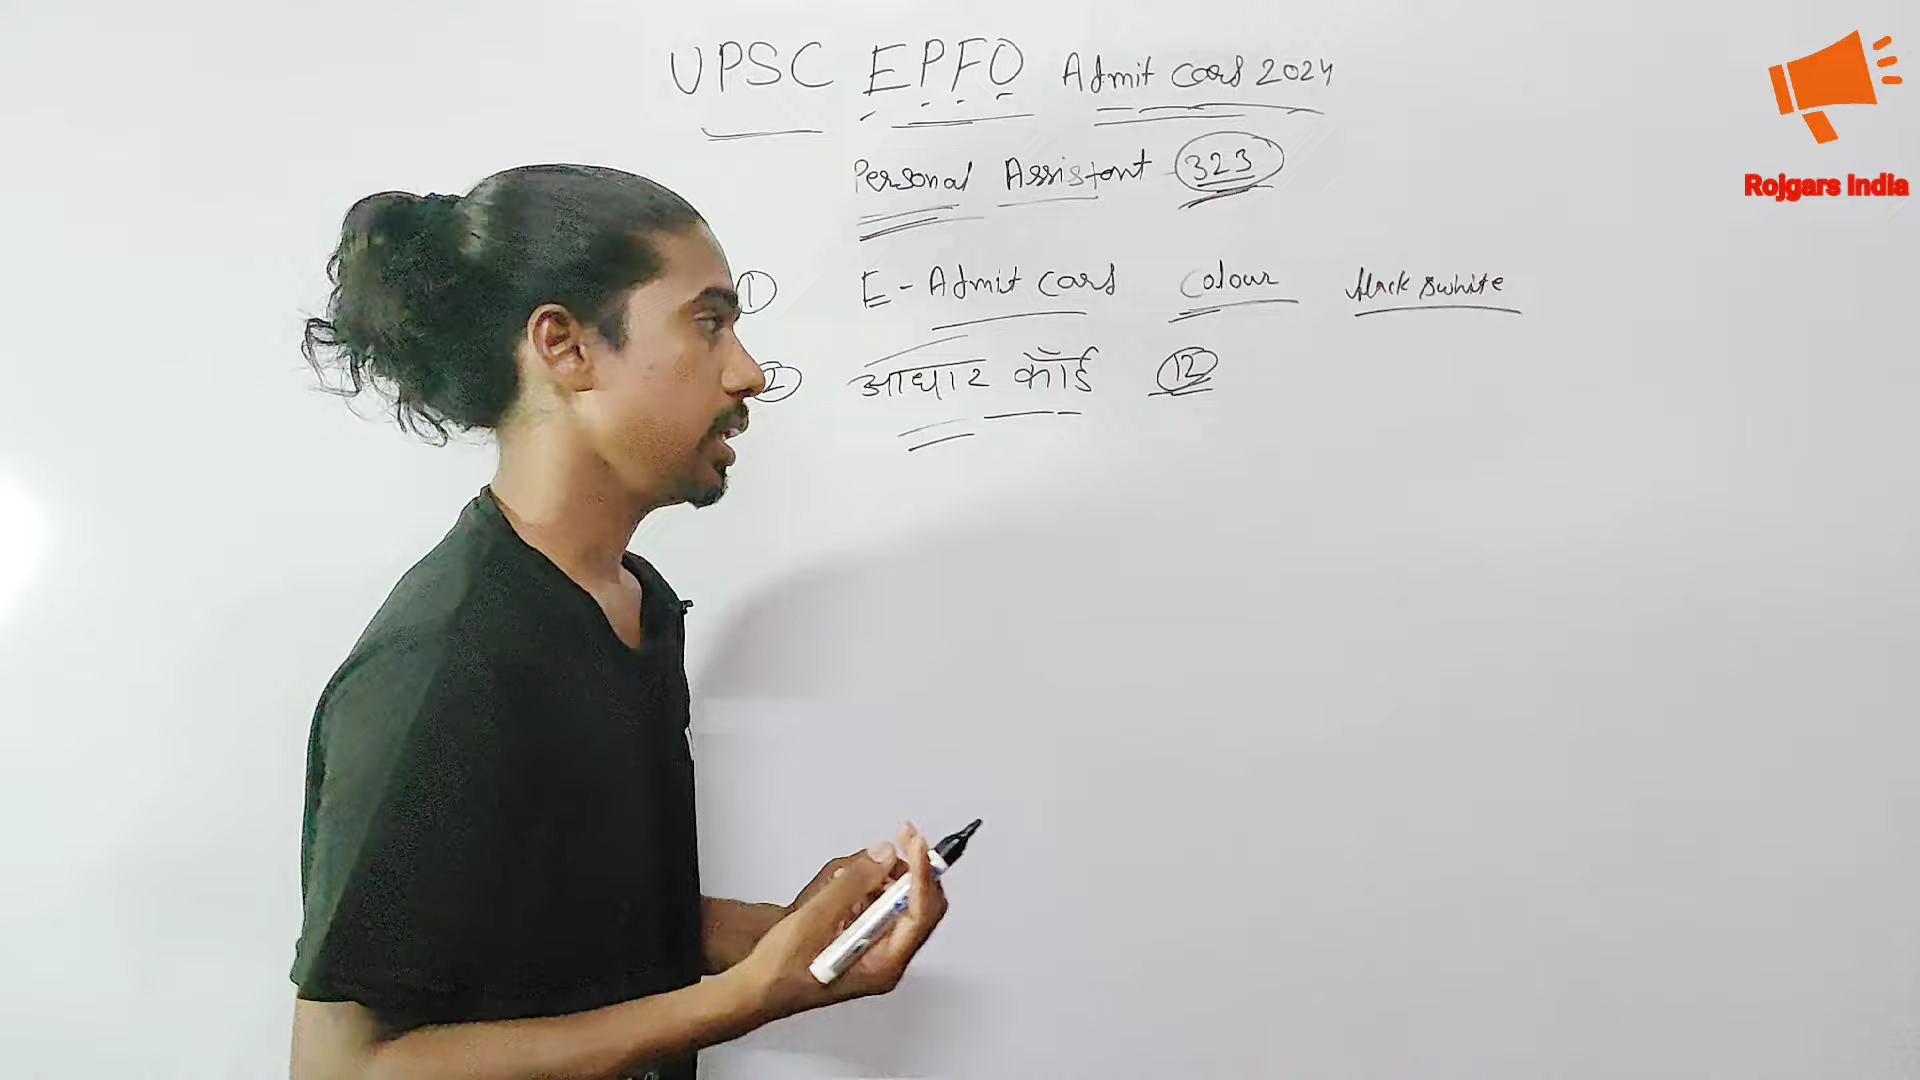 UPSC EPFO Admit Card 2024
Rojgars India
Personal Assistant 323
1 E-Admit Card Colour black & white
2 आधार कॉर्ड 12